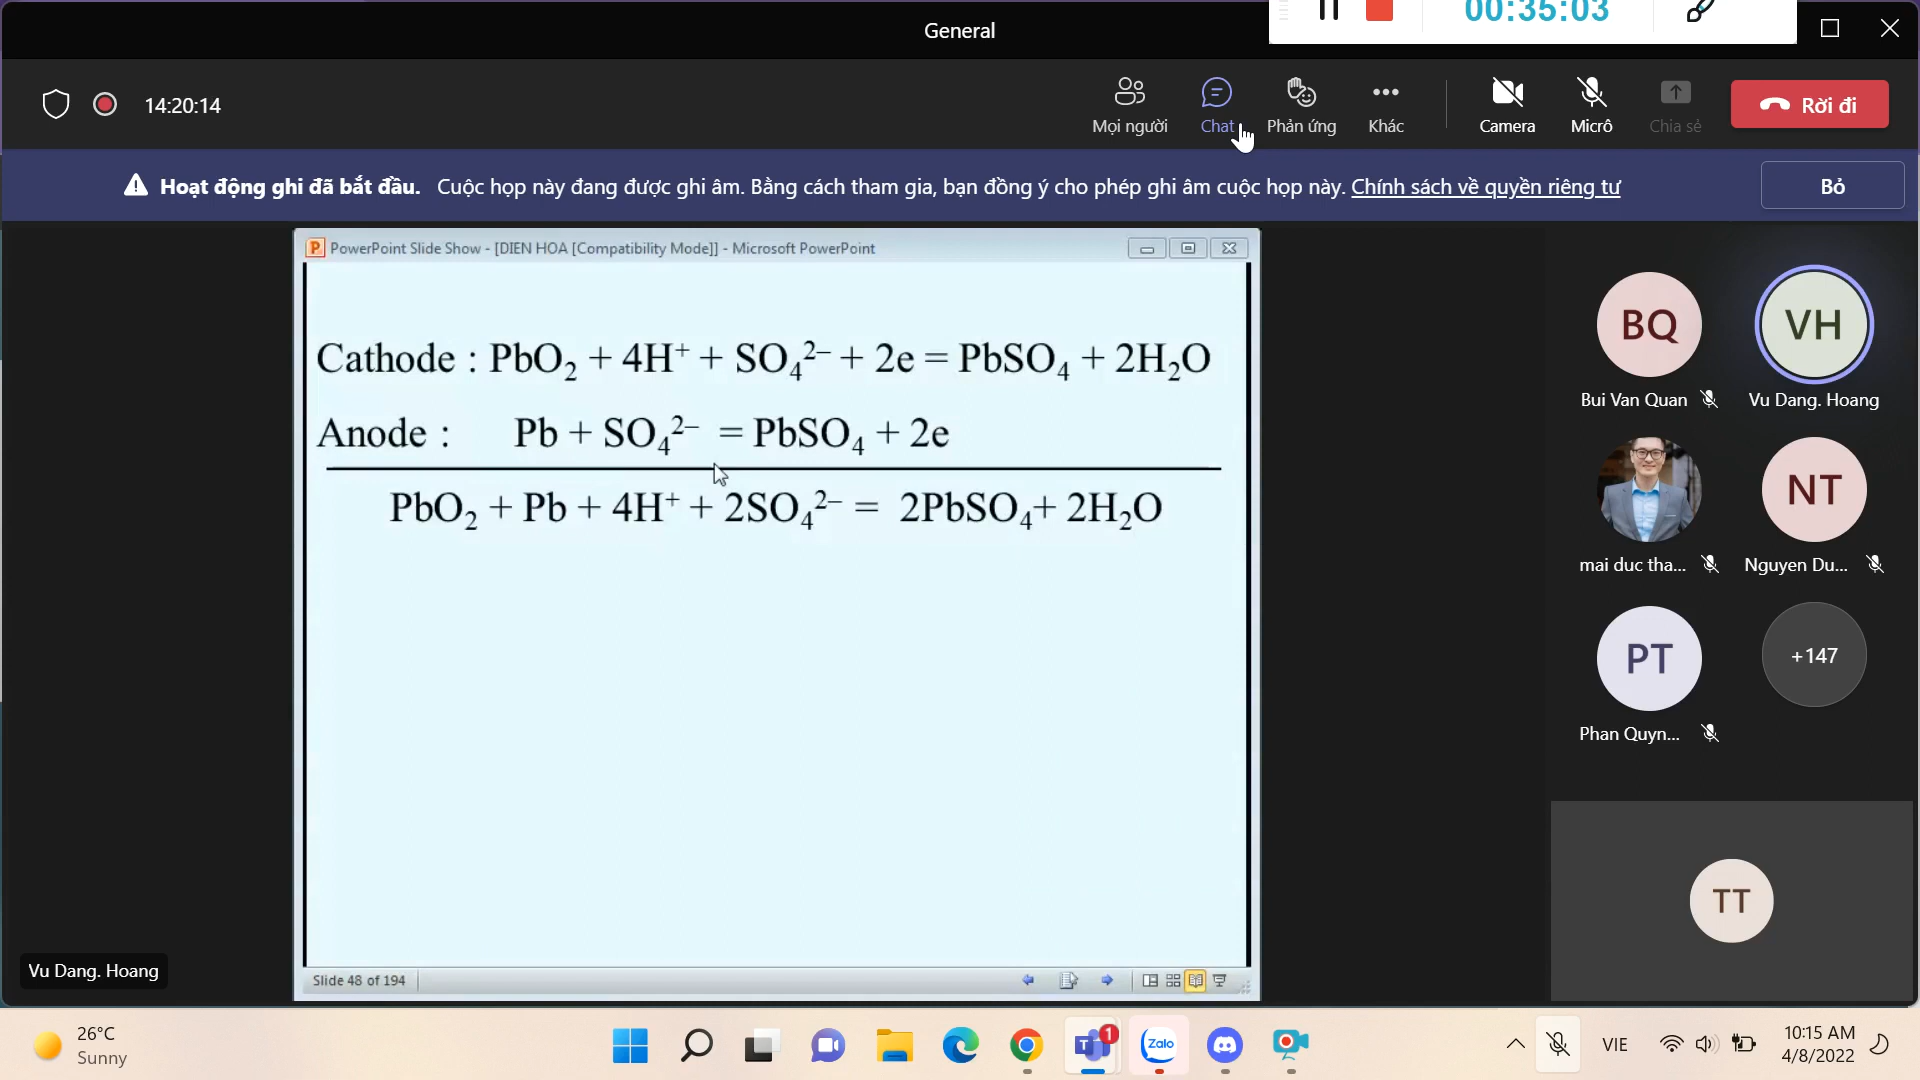 General
00:35:03
14:20:14
Mọi người
Chat
Phản ứng
Khác
Camera
Micrô
Chia sẻ
Rời đi
Hoạt động ghi đã bắt đầu. Cuộc họp này đang được ghi âm. Bằng cách tham gia, bạn đồng ý cho phép ghi âm cuộc họp này. Chính sách về quyền riêng tư
Bỏ
PowerPoint Slide Show - [DIEN HOA [Compatibility Mode]] - Microsoft PowerPoint
Cathode : PbO₂ + 4H⁺ + SO₄²⁻ + 2e = PbSO₄ + 2H₂O
Anode : Pb + SO₄²⁻ = PbSO₄ + 2e
PbO₂ + Pb + 4H⁺ + 2SO₄²⁻ = 2PbSO₄+ 2H₂O
Slide 48 of 194
Vu Dang. Hoang
BQ
Bui Van Quan
VH
Vu Dang. Hoang
mai duc tha...
NT
Nguyen Du...
PT
Phan Quyn...
+147
TT
26°C
Sunny
T
1
Zalo
VIE
10:15 AM
4/8/2022